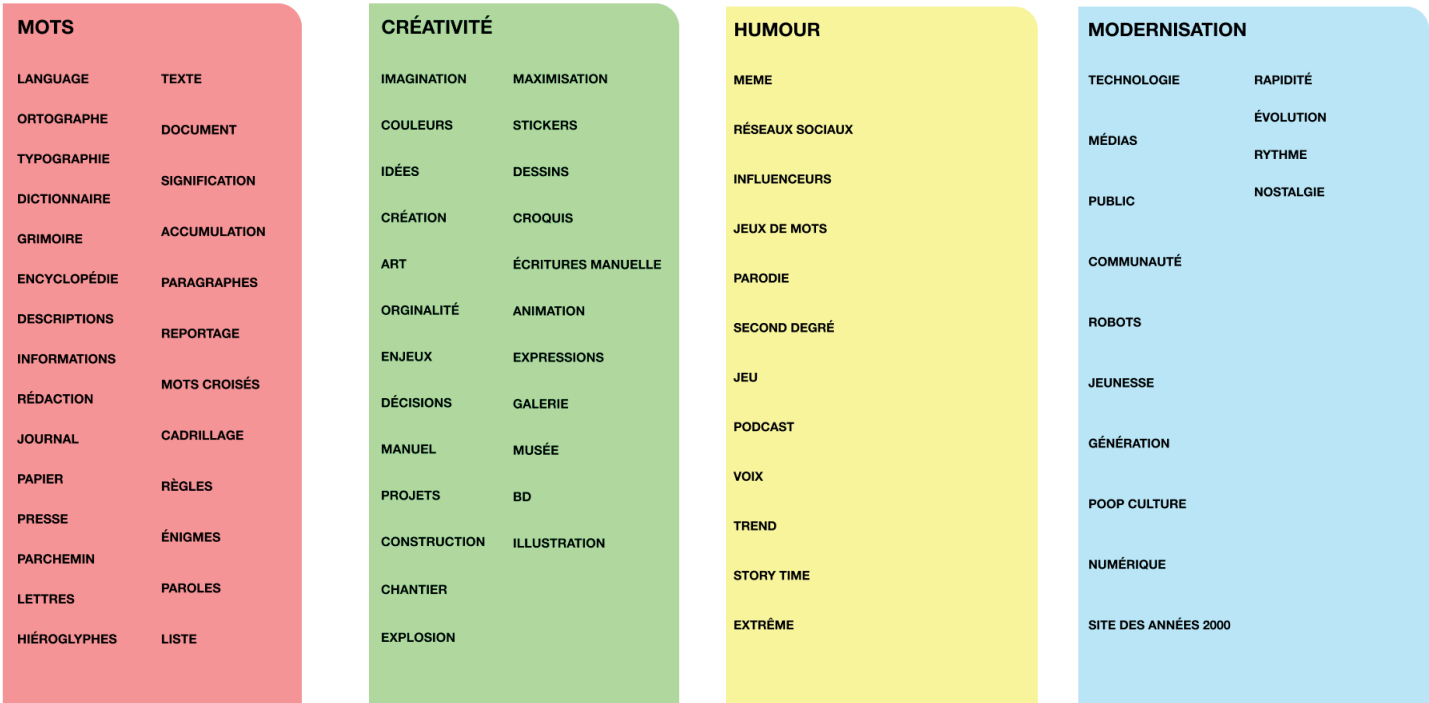 MOTS
LANGUAGE
ORTOGRAPHE
TYPOGRAPHIE
DICTIONNAIRE
GRIMOIRE
ENCYCLOPÉDIE
DESCRIPTIONS
INFORMATIONS
RÉDACTION
JOURNAL
PAPIER
PRESSE
PARCHEMIN
LETTRES
HIÉROGLYPHES
TEXTE
DOCUMENT
SIGNIFICATION
ACCUMULATION
PARAGRAPHES
REPORTAGE
MOTS CROISÉS
CADRILLAGE
RÈGLES
ÉNIGMES
PAROLES
LISTE
CRÉATIVITÉ
IMAGINATION
COULEURS
IDÉES
CRÉATION
ART
ORGINALITÉ
ENJEUX
DÉCISIONS
MANUEL
PROJETS
CONSTRUCTION
CHANTIER
EXPLOSION
MAXIMISATION
STICKERS
DESSINS
CROQUIS
ÉCRITURES MANUELLE
ANIMATION
EXPRESSIONS
GALERIE
MUSÉE
BD
ILLUSTRATION
HUMOUR
MEME
RÉSEAUX SOCIAUX
INFLUENCEURS
JEUX DE MOTS
PARODIE
SECOND DEGRÉ
JEU
PODCAST
VOIX
TREND
STORY TIME
EXTRÊME
MODERNISATION
TECHNOLOGIE
MÉDIAS
PUBLIC
COMMUNAUTÉ
ROBOTS
JEUNESSE
GÉNÉRATION
POOP CULTURE
NUMÉRIQUE
SITE DES ANNÉES 2000
RAPIDITÉ
ÉVOLUTION
RYTHME
NOSTALGIE